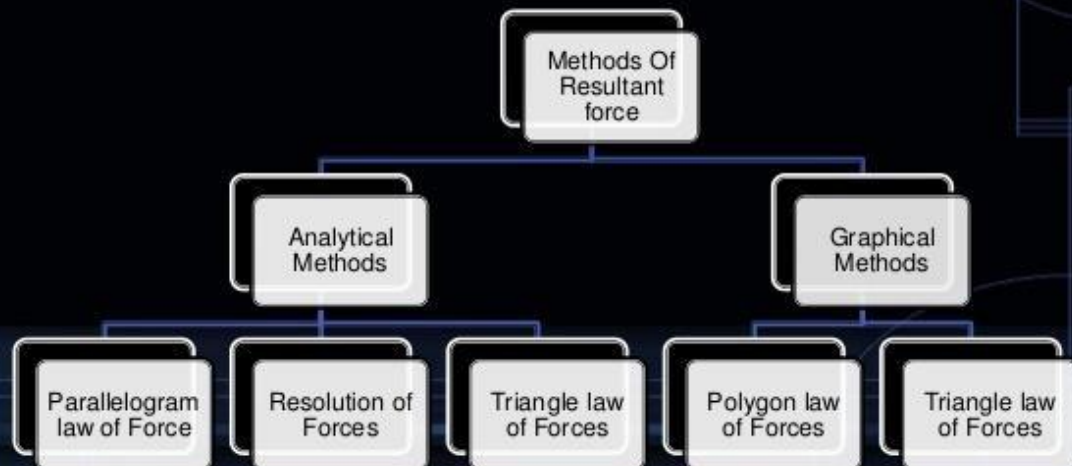 Methods Of
Resultant
force
Analytical
Methods
Graphical
Methods
Parallelogram
law of Force
Resolution of
Forces
Triangle law
of Forces
Polygon law
of Forces
Triangle law
of Forces